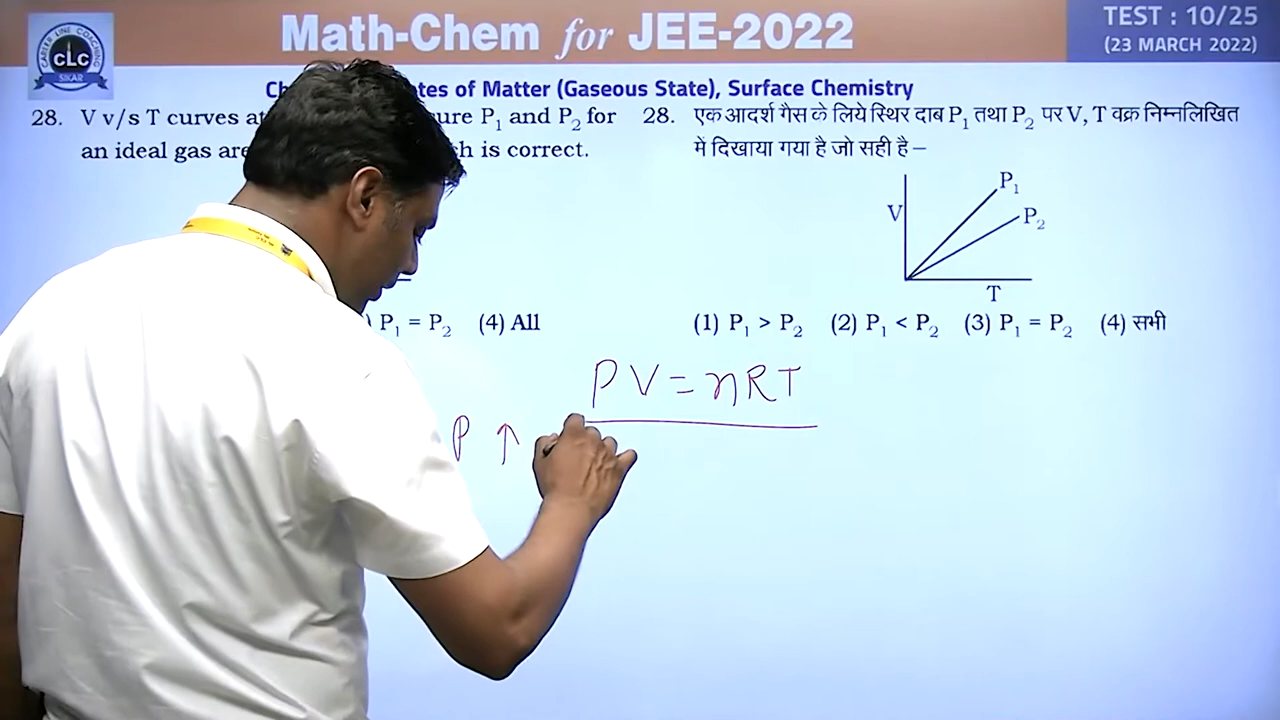 Math-Chem for JEE-2022
TEST : 10/25
(23 MARCH 2022)
CAREER LINE COACHING
CLC
SIKAR
tes of Matter (Gaseous State), Surface Chemistry
28. V v/s T curves at ure P₁ and P₂ for
an ideal gas are h is correct.
P₁ = P₂ (4) All
28. एक आदर्श गैस के लिये स्थिर दाब P₁ तथा P₂ पर V, T वक्र निम्नलिखित
में दिखाया गया है जो सही है –
P₁
V
P₂
T
(1) P₁ > P₂ (2) P₁ < P₂ (3) P₁ = P₂ (4) सभी
PV = nRT
P ↑